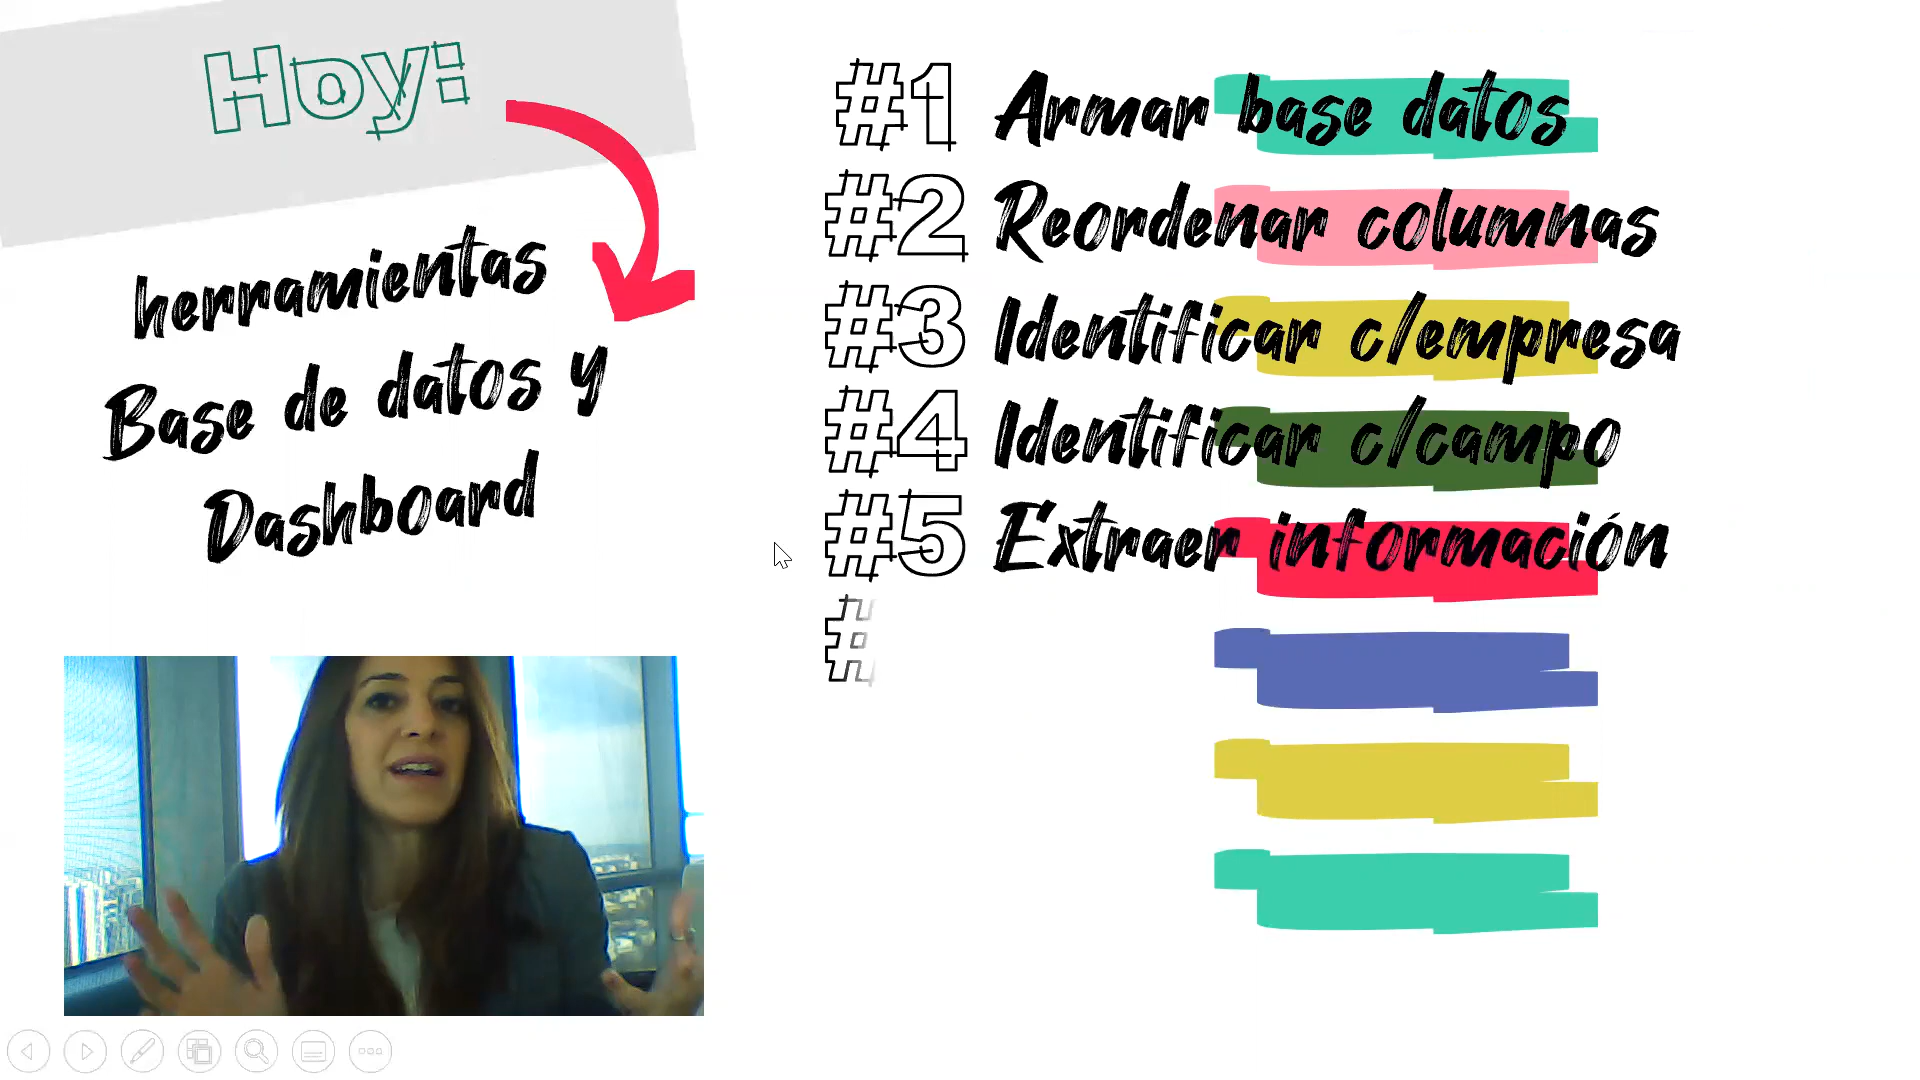 Hoy:
herramientas
Base de datos y
Dashboard
#1 Armar base datos
#2 Reordenar columnas
#3 Identificar c/empresa
#4 Identificar c/campo
#5 Extraer información
#